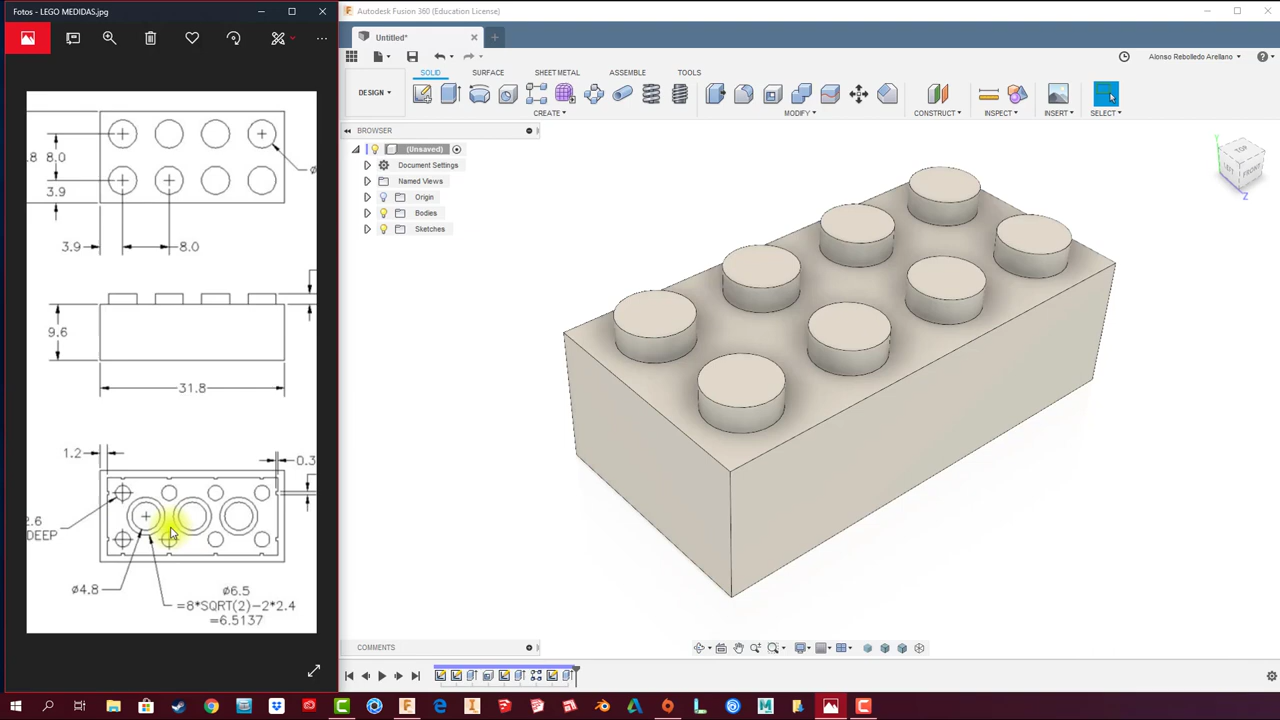 Fotos - LEGO MEDIDAS.jpg
Autodesk Fusion 360 (Education License)
Untitled*
Alonso Rebolledo Arellano
SOLID
SURFACE
SHEET METAL
ASSEMBLE
TOOLS
DESIGN
CREATE
MODIFY
CONSTRUCT
INSPECT
INSERT
SELECT
BROWSER
(Unsaved)
Document Settings
Named Views
Origin
Bodies
Sketches
TOP
LEFT
FRONT
Y
Z
.8
8.0
3.9
ø
3.9
8.0
9.6
31.8
1.2
0.3
2.6
DEEP
ø4.8
ø6.5
=8*SQRT(2)-2*2.4
=6.5137
COMMENTS